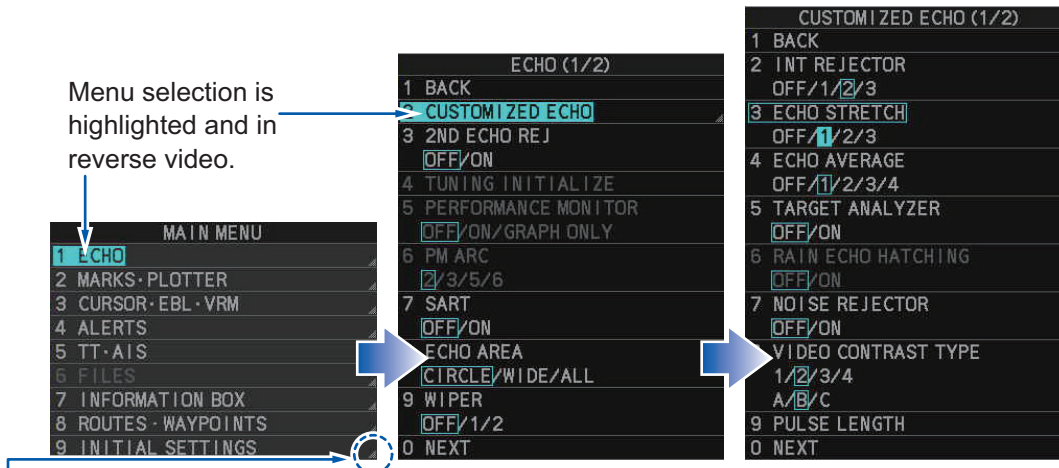 Menu selection is
highlighted and in
reverse video.
MAIN MENU
1 ECHO
2 MARKS·PLOTTER
3 CURSOR·EBL·VRM
4 ALERTS
5 TT·AIS
6 FILES
7 INFORMATION BOX
8 ROUTES·WAYPOINTS
9 INITIAL SETTINGS
ECHO (1/2)
1 BACK
2 CUSTOMIZED ECHO
3 2ND ECHO REJ
OFF/ON
4 TUNING INITIALIZE
5 PERFORMANCE MONITOR
OFF/ON/GRAPH ONLY
6 PM ARC
2/3/5/6
7 SART
OFF/ON
ECHO AREA
CIRCLE/WIDE/ALL
9 WIPER
OFF/1/2
0 NEXT
CUSTOMIZED ECHO (1/2)
1 BACK
2 INT REJECTOR
OFF/1/2/3
3 ECHO STRETCH
OFF/1/2/3
4 ECHO AVERAGE
OFF/1/2/3/4
5 TARGET ANALYZER
OFF/ON
6 RAIN ECHO HATCHING
OFF/ON
7 NOISE REJECTOR
OFF/ON
VIDEO CONTRAST TYPE
1/2/3/4
A/B/C
9 PULSE LENGTH
0 NEXT